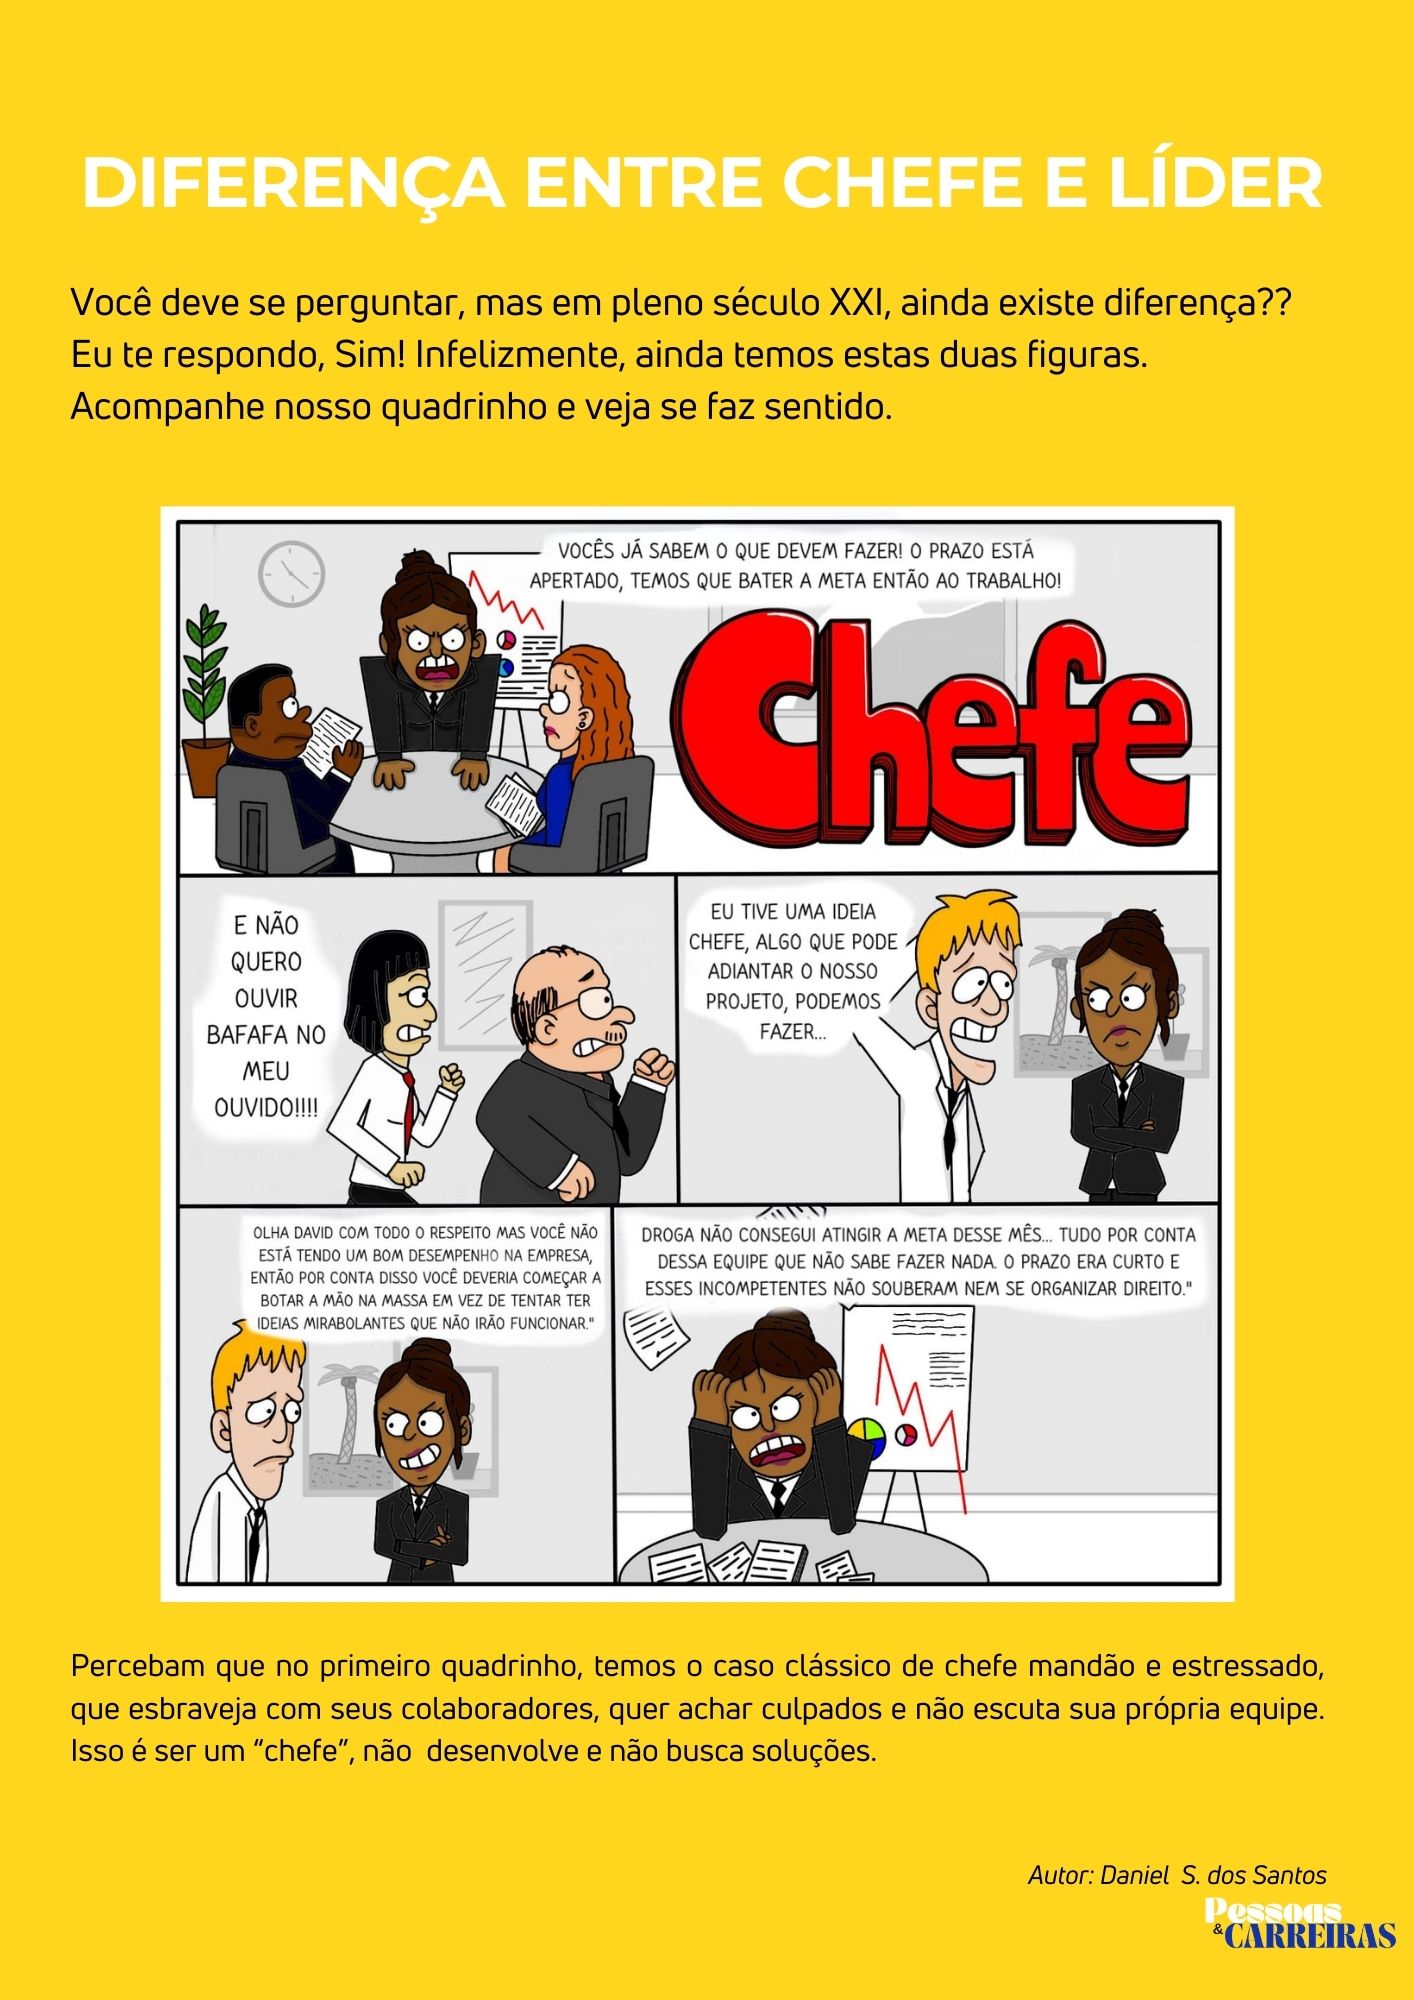 DIFERENÇA ENTRE CHEFE E LÍDER
Você deve se perguntar, mas em pleno século XXI, ainda existe diferença??
Eu te respondo, Sim! Infelizmente, ainda temos estas duas figuras.
Acompanhe nosso quadrinho e veja se faz sentido.
VOCÊS JÁ SABEM O QUE DEVEM FAZER! O PRAZO ESTÁ
APERTADO, TEMOS QUE BATER A META ENTÃO AO TRABALHO!
Chefe
E NÃO
QUERO
OUVIR
BAFAFA NO
MEU
OUVIDO!!!!
EU TIVE UMA IDEIA
CHEFE, ALGO QUE PODE
ADIANTAR O NOSSO
PROJETO, PODEMOS
FAZER...
OLHA DAVID COM TODO O RESPEITO MAS VOCÊ NÃO
ESTÁ TENDO UM BOM DESEMPENHO NA EMPRESA,
ENTÃO POR CONTA DISSO VOCÊ DEVERIA COMEÇAR A
BOTAR A MÃO NA MASSA EM VEZ DE TENTAR TER
IDEIAS MIRABOLANTES QUE NÃO IRÃO FUNCIONAR."
DROGA NÃO CONSEGUI ATINGIR A META DESSE MÊS... TUDO POR CONTA
DESSA EQUIPE QUE NÃO SABE FAZER NADA. O PRAZO ERA CURTO E
ESSES INCOMPETENTES NÃO SOUBERAM NEM SE ORGANIZAR DIREITO."
Percebam que no primeiro quadrinho, temos o caso clássico de chefe mandão e estressado,
que esbraveja com seus colaboradores, quer achar culpados e não escuta sua própria equipe.
Isso é ser um “chefe”, não desenvolve e não busca soluções.
Autor: Daniel S. dos Santos
Pessoas
&CARREIRAS